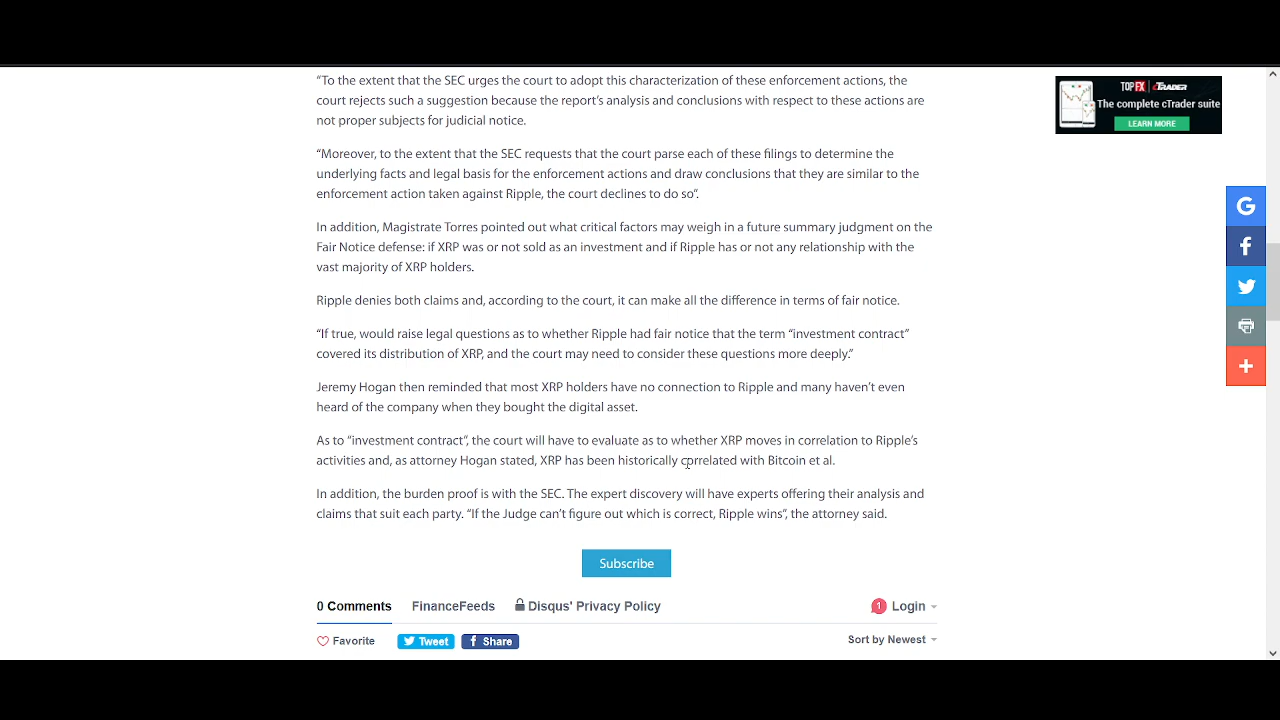 “To the extent that the SEC urges the court to adopt this characterization of these enforcement actions, the
court rejects such a suggestion because the report’s analysis and conclusions with respect to these actions are
not proper subjects for judicial notice.
“Moreover, to the extent that the SEC requests that the court parse each of these filings to determine the
underlying facts and legal basis for the enforcement actions and draw conclusions that they are similar to the
enforcement action taken against Ripple, the court declines to do so”.
In addition, Magistrate Torres pointed out what critical factors may weigh in a future summary judgment on the
Fair Notice defense: if XRP was or not sold as an investment and if Ripple has or not any relationship with the
vast majority of XRP holders.
Ripple denies both claims and, according to the court, it can make all the difference in terms of fair notice.
“If true, would raise legal questions as to whether Ripple had fair notice that the term “investment contract”
covered its distribution of XRP, and the court may need to consider these questions more deeply.”
Jeremy Hogan then reminded that most XRP holders have no connection to Ripple and many haven’t even
heard of the company when they bought the digital asset.
As to “investment contract”, the court will have to evaluate as to whether XRP moves in correlation to Ripple’s
activities and, as attorney Hogan stated, XRP has been historically correlated with Bitcoin et al.
In addition, the burden proof is with the SEC. The expert discovery will have experts offering their analysis and
claims that suit each party. “If the Judge can’t figure out which is correct, Ripple wins”, the attorney said.
Subscribe
0 Comments FinanceFeeds Disqus' Privacy Policy 1 Login
Favorite Tweet Share Sort by Newest
TOPFX cTRADER
The complete cTrader suite
LEARN MORE